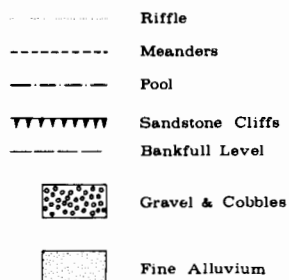 Riffle
Meanders
Pool
Sandstone Cliffs
Bankfull Level
Gravel & Cobbles
Fine Alluvium